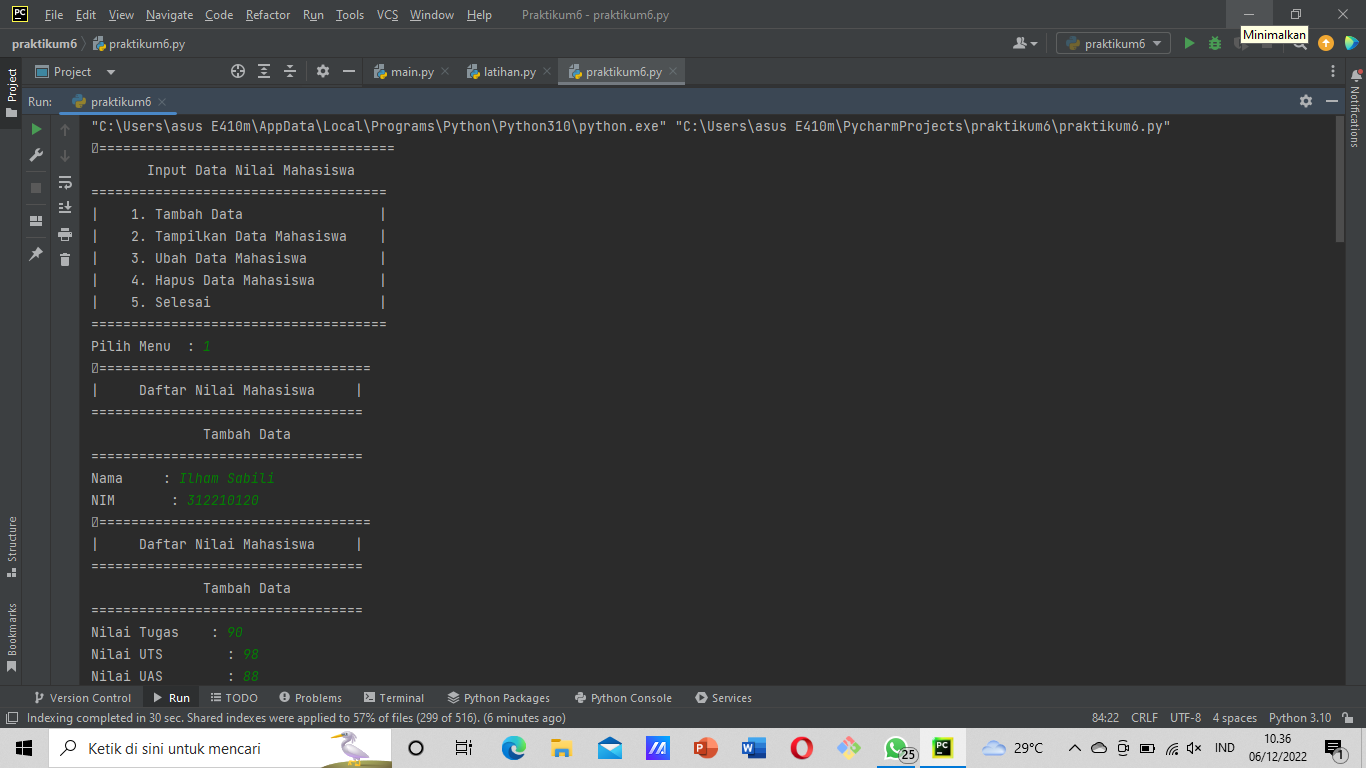 PC File Edit View Navigate Code Refactor Run Tools VCS Window Help Praktikum6 - praktikum6.py
Minimalkan
praktikum6 praktikum6.py praktikum6
Project main.py latihan.py praktikum6.py
Run: praktikum6
Project
Notifications
Structure
Bookmarks
"C:\Users\asus E410m\AppData\Local\Programs\Python\Python310\python.exe" "C:\Users\asus E410m\PycharmProjects\praktikum6\praktikum6.py"
=====================================
Input Data Nilai Mahasiswa
=====================================
| 1. Tambah Data |
| 2. Tampilkan Data Mahasiswa |
| 3. Ubah Data Mahasiswa |
| 4. Hapus Data Mahasiswa |
| 5. Selesai |
=====================================
Pilih Menu : 1
==================================
| Daftar Nilai Mahasiswa |
==================================
Tambah Data
==================================
Nama : Ilham Sabili
NIM : 312210120
==================================
| Daftar Nilai Mahasiswa |
==================================
Tambah Data
==================================
Nilai Tugas : 90
Nilai UTS : 98
Nilai UAS : 88
Version Control Run TODO Problems Terminal Python Packages Python Console Services
Indexing completed in 30 sec. Shared indexes were applied to 57% of files (299 of 516). (6 minutes ago) 84:22 CRLF UTF-8 4 spaces Python 3.10
Ketik di sini untuk mencari 25 PC 29°C IND 10.36
06/12/2022 1